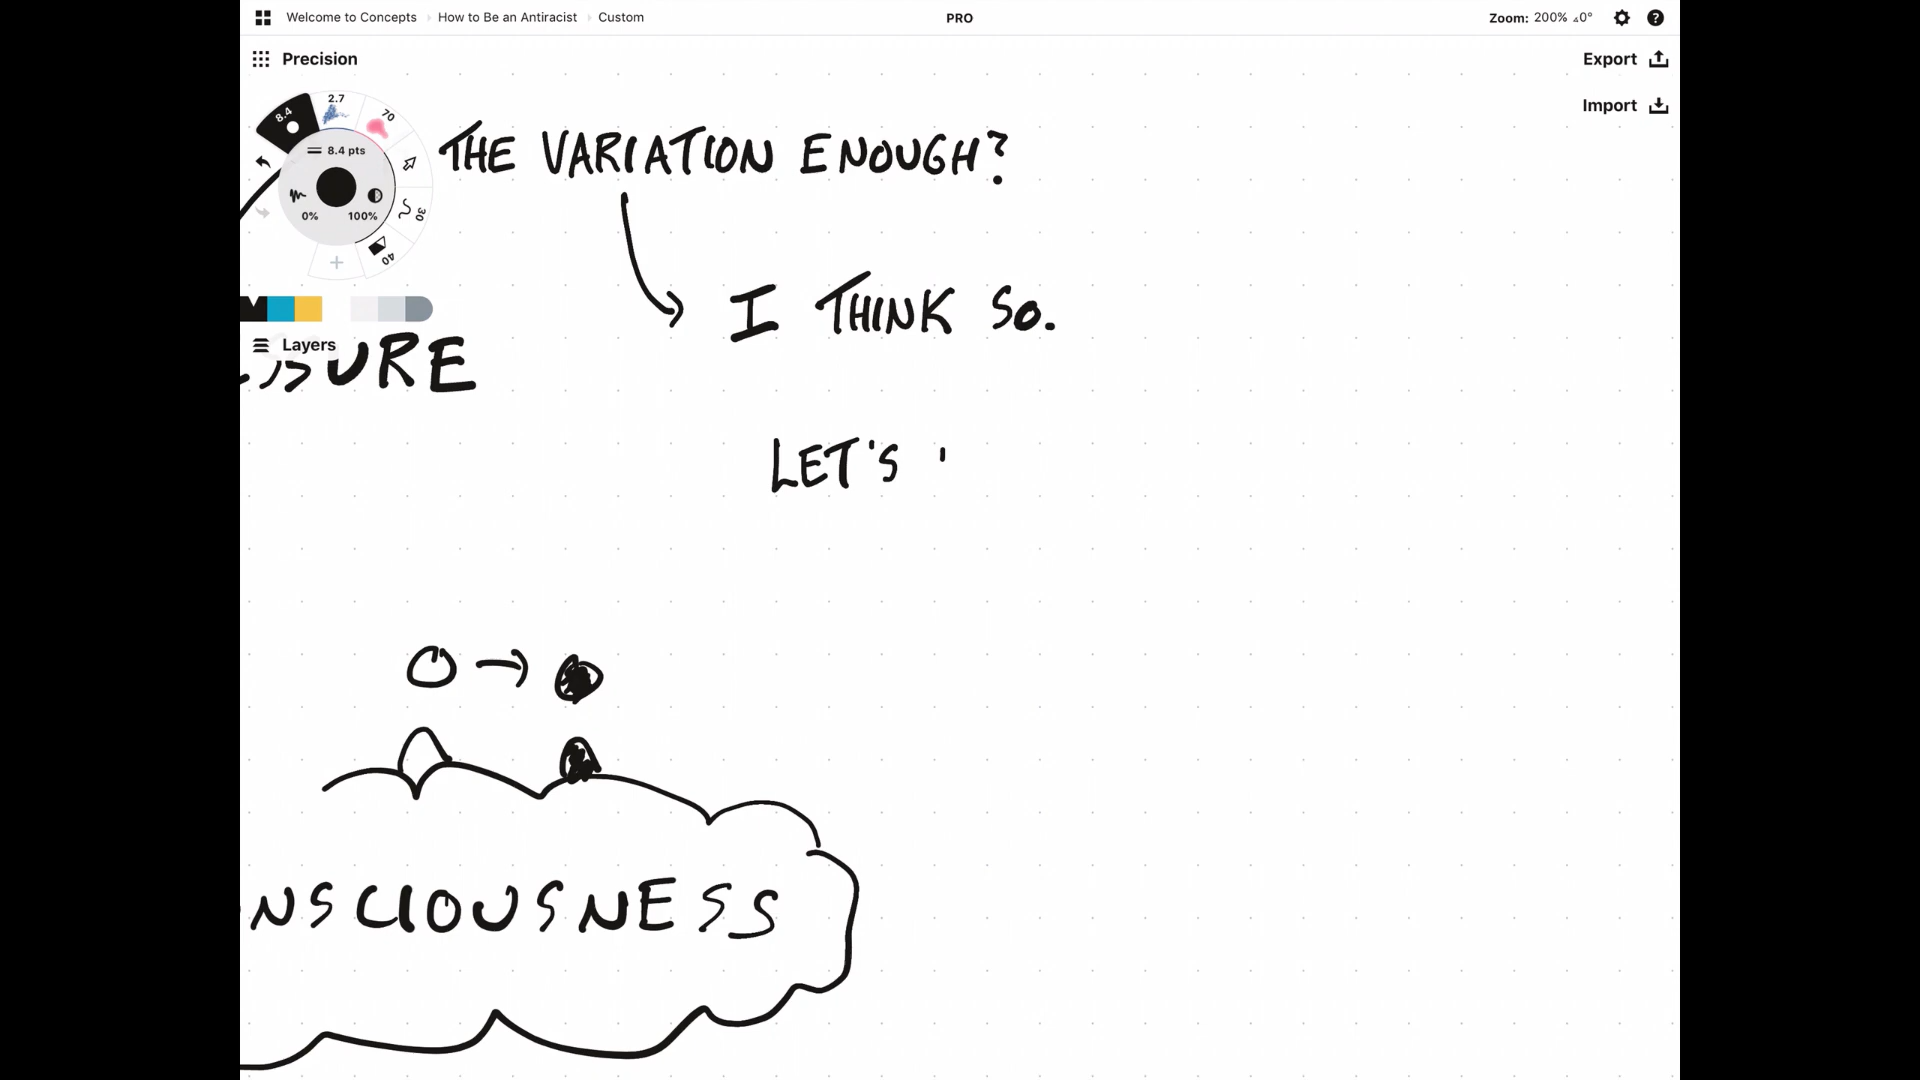 Welcome to Concepts How to Be an Antiracist Custom
PRO
Zoom: 200% ⊿0°
Precision
Export
Import
8.4
2.7
70
8.4 pts
30
0%
100%
40
THE VARIATION ENOUGH?
I THINK SO.
Layers
SSURE
LET'S '
NSCIOUSNESS